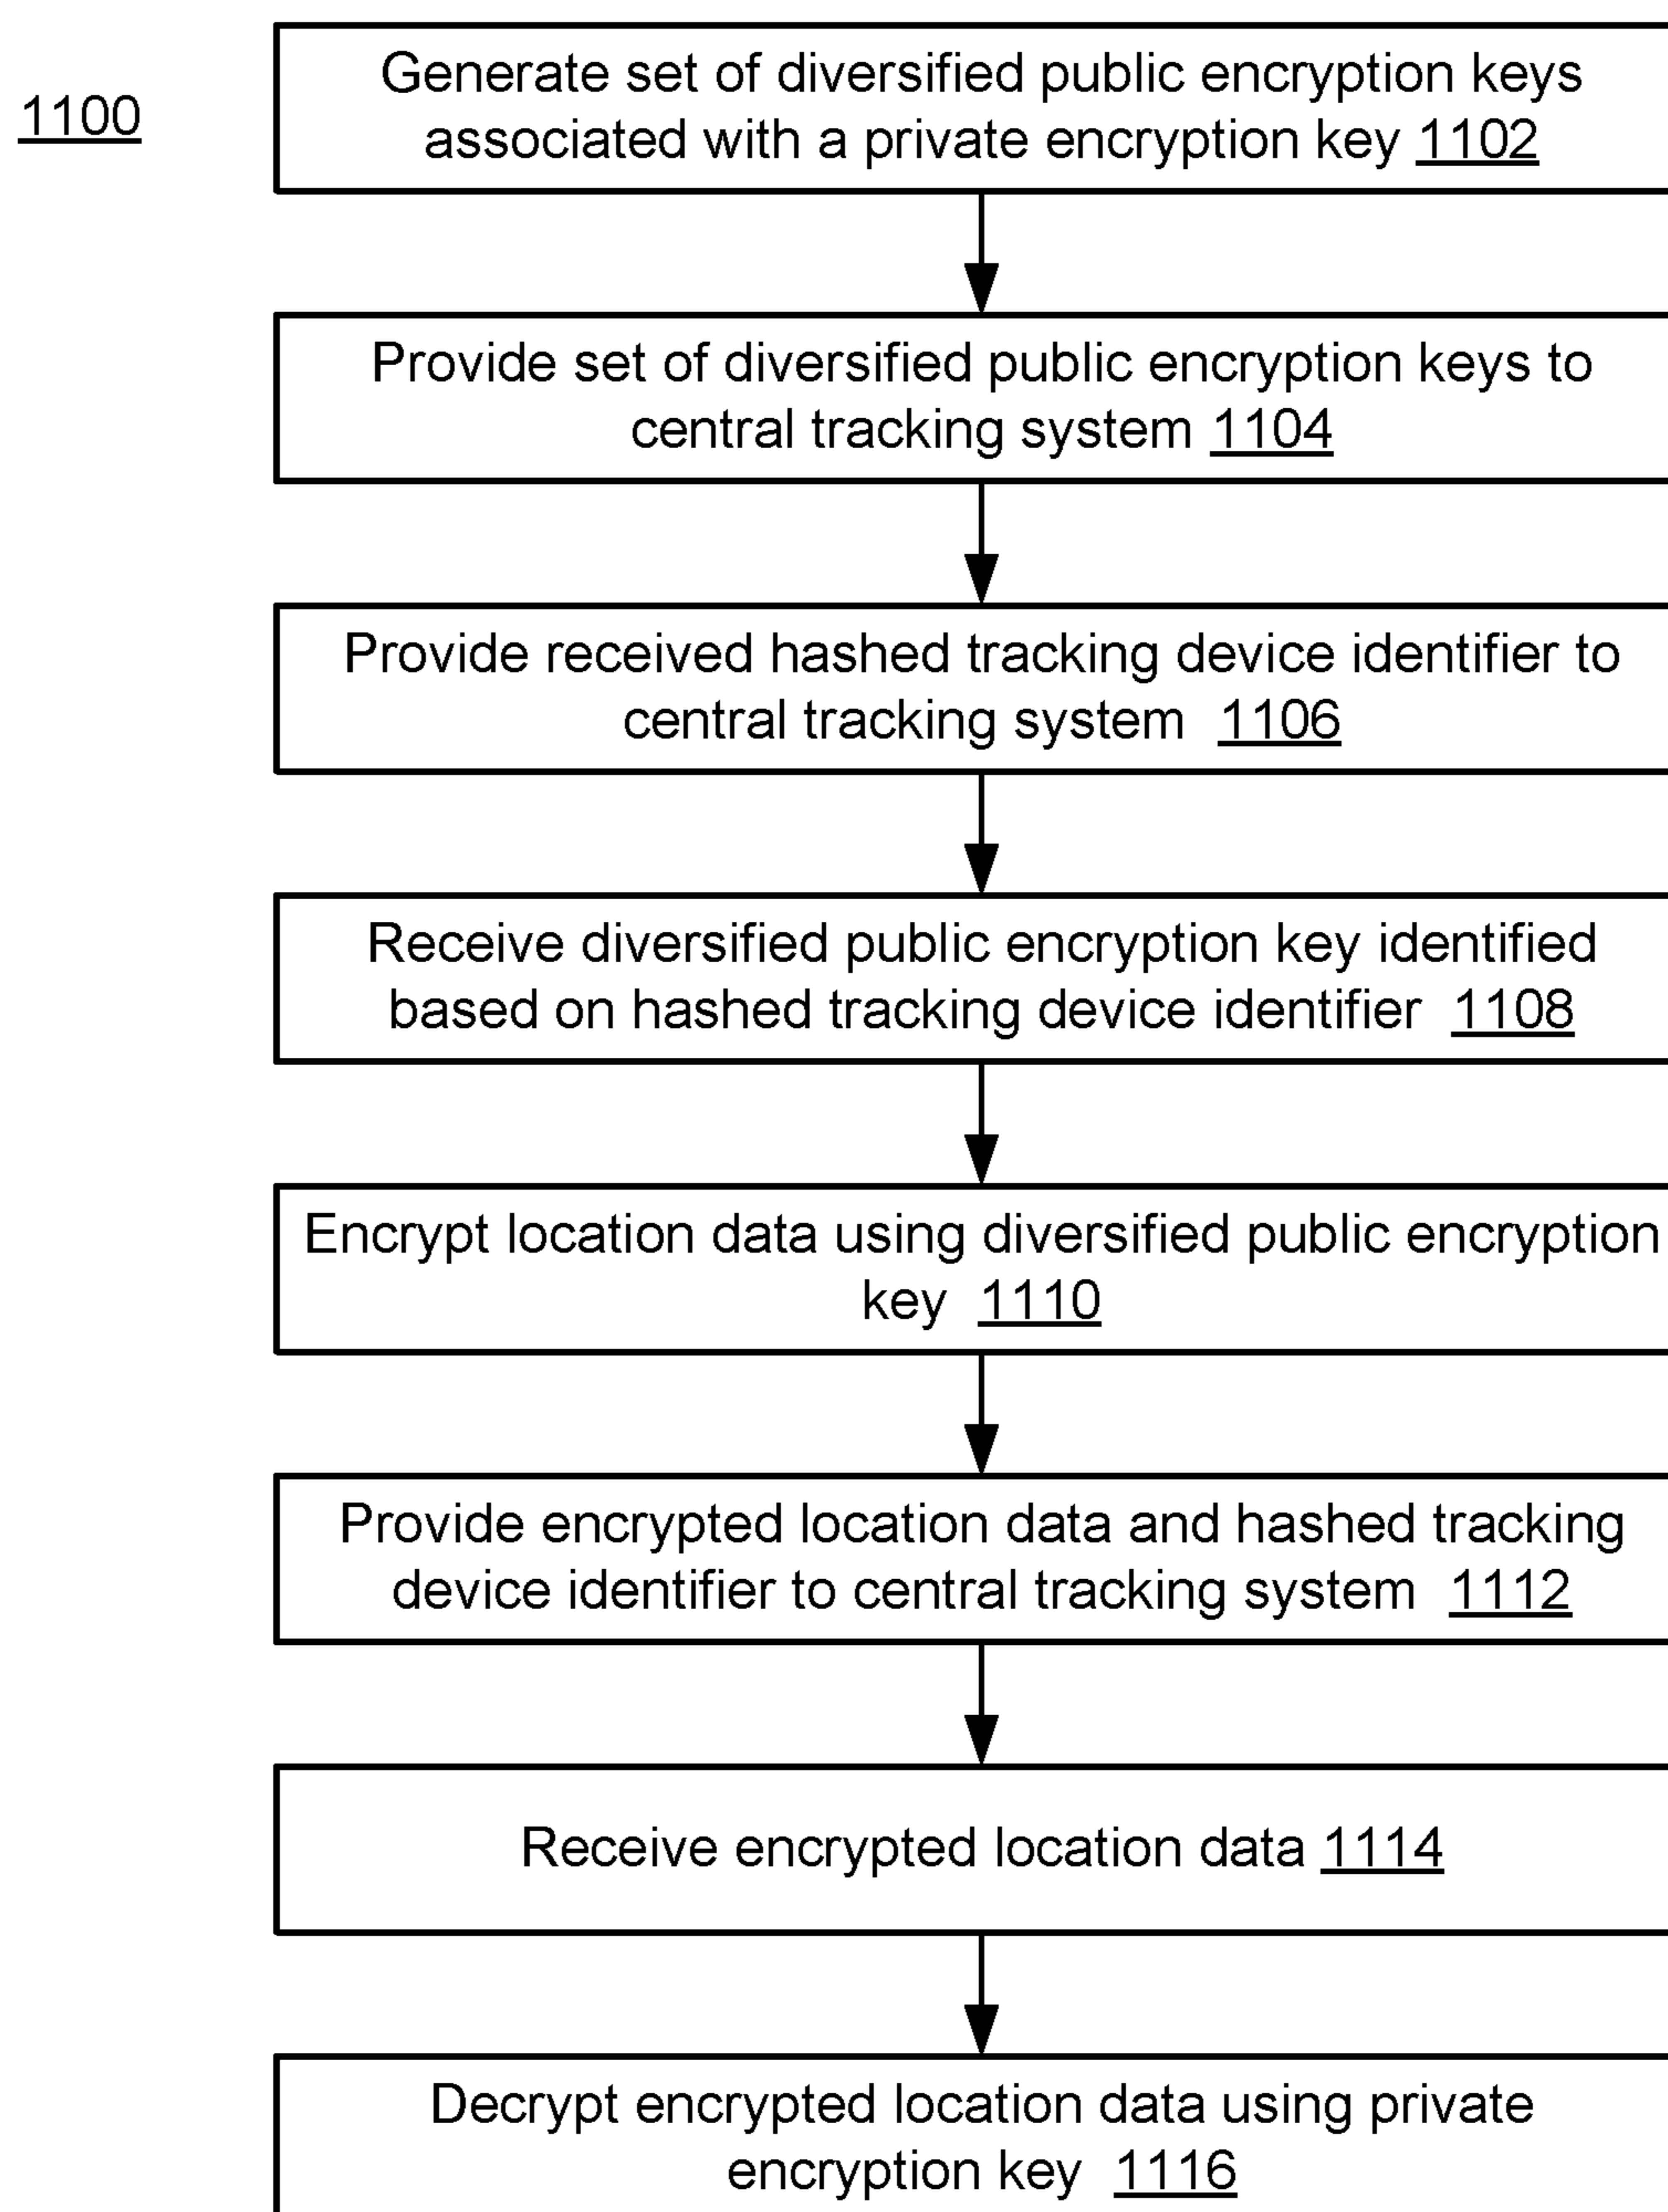 1100
Generate set of diversified public encryption keys
associated with a private encryption key 1102
Provide set of diversified public encryption keys to
central tracking system 1104
Provide received hashed tracking device identifier to
central tracking system 1106
Receive diversified public encryption key identified
based on hashed tracking device identifier 1108
Encrypt location data using diversified public encryption
key 1110
Provide encrypted location data and hashed tracking
device identifier to central tracking system 1112
Receive encrypted location data 1114
Decrypt encrypted location data using private
encryption key 1116